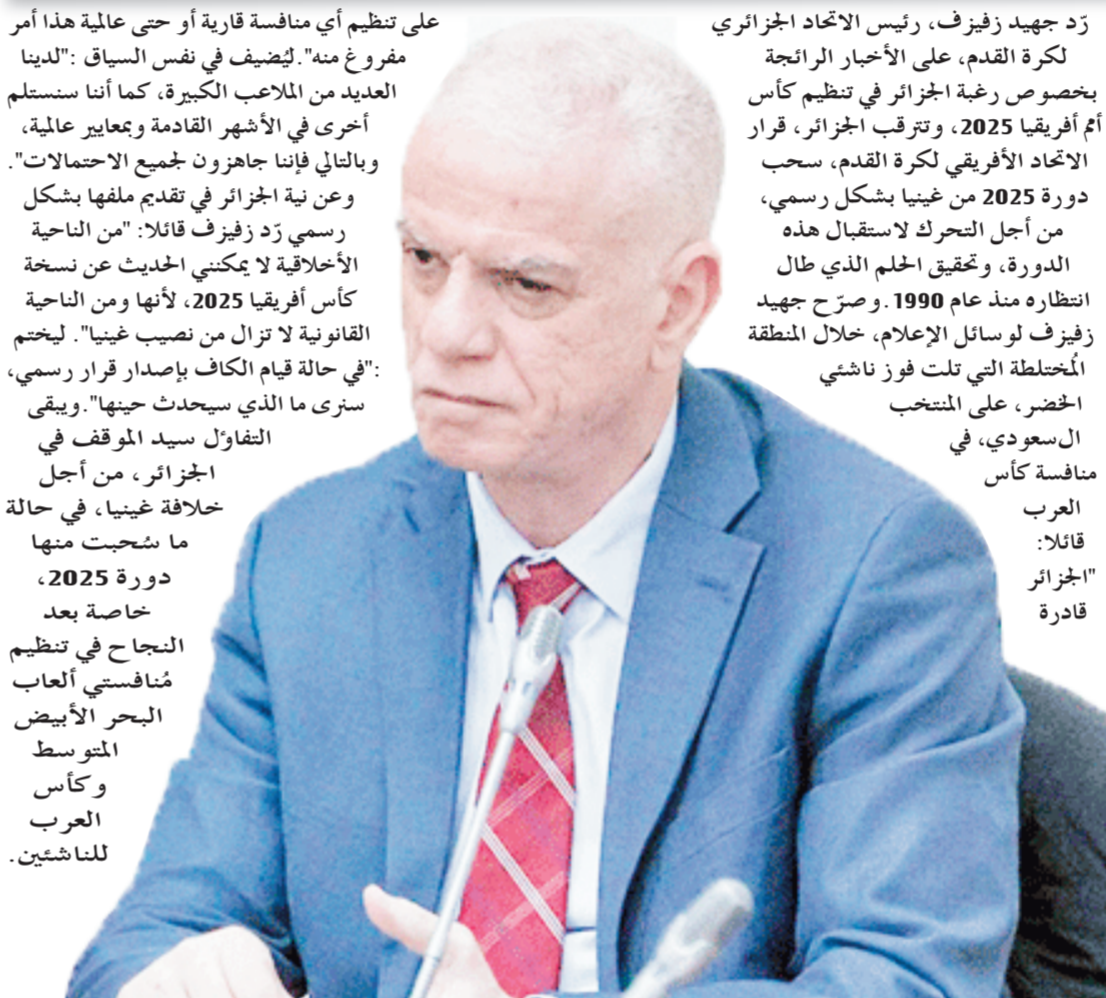 رّد جهيد زفيزف، رئيس الاتحاد الجزائري
لكرة القدم، على الأخبار الرائجة
بخصوص رغبة الجزائر في تنظيم كأس
أمم أفريقيا 2025، وتترقب الجزائر، قرار
الاتحاد الأفريقي لكرة القدم، سحب
دورة 2025 من غينيا بشكل رسمي،
من أجل التحرك لاستقبال هذه
الدورة، وتحقيق الحلم الذي طال
انتظاره منذ عام 1990.وصرّح جهيد
زفيزف لوسائل الإعلام، خلال المنطقة
المُختلطة التي تلت فوز ناشئي
الخضر، على المنتخب
الﺴعودي، في
منافسة كأس
العرب
قائلا:
"الجزائر
قادرة
على تنظيم أي منافسة قارية أو حتى عالمية هذا أمر
مفروغ منه".ليُضيف في نفس السياق :"لدينا
العديد من الملاعب الكبيرة، كما أننا سنستلم
أخرى في الأشهر القادمة وبمعايير عالمية،
وبالتالي فإننا جاهزون لجميع الاحتمالات".
وعن نية الجزائر في تقديم ملفها بشكل
رسمي رّد زفيزف قائلا: "من الناحية
الأخلاقية لا يمكنني الحديث عن نسخة
كأس أفريقيا 2025، لأنها ومن الناحية
القانونية لا تزال من نصيب غينيا". ليختم
:"في حالة قيام الكاف بإصدار قرار رسمي،
سنرى ما الذي سيحدث حينها".ويبقى
التفاؤل سيد الموقف في
الجزائر، من أجل
خلافة غينيا، في حالة
ما سُحبت منها
دورة 2025،
خاصة بعد
النجاح في تنظيم
مُنافستي ألعاب
البحر الأبيض
المتوسط
وكأس
العرب
للناشئين.